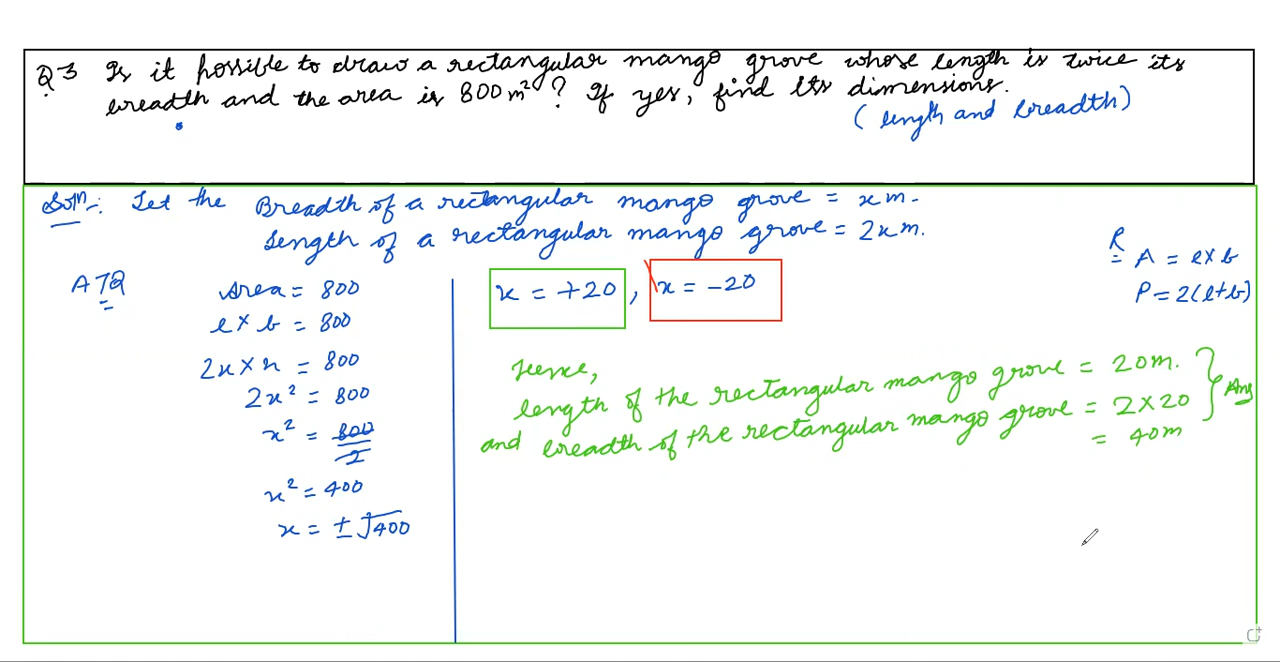 Q3 Is it possible to draw a rectangular mango grove whose length is twice its
breadth and the area is 800 m²? If yes, find its dimensions.
(length and breadth)
Solⁿ:- Let the Breadth of a rectangular mango grove = x m.
Length of a rectangular mango grove = 2x m.
ATQ
Area = 800
l × b = 800
2x × x = 800
2x² = 800
x² = 800/2
x² = 400
x = ± √400
x = +20, x = -20
R
= A = l × b
P = 2(l+b)
Hence,
length of the rectangular mango grove = 20m.
and breadth of the rectangular mango grove = 2 × 20
= 40m
Ans